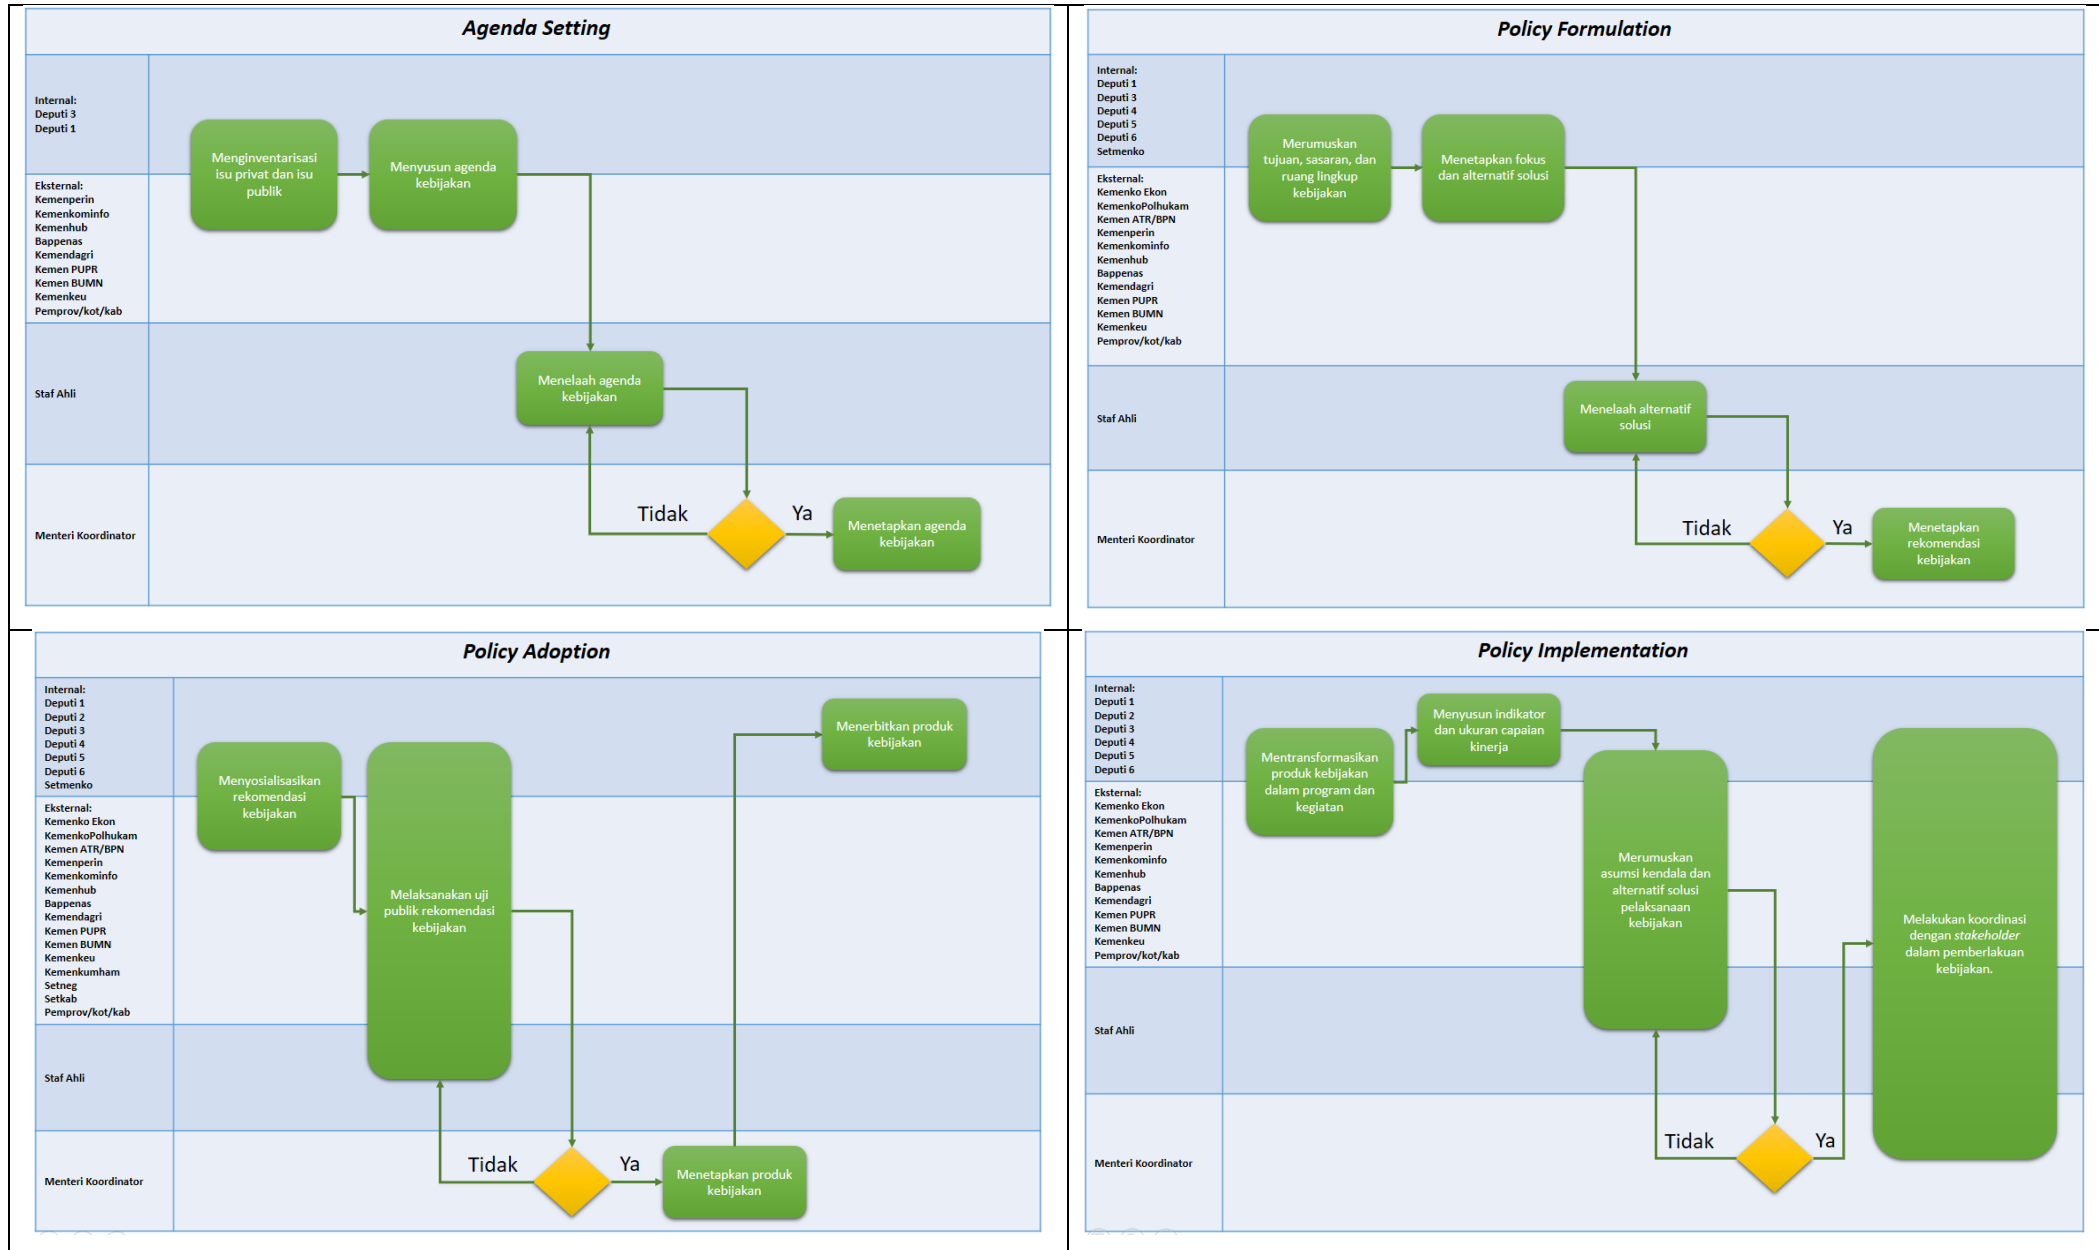 Agenda Setting
Internal:
Deputi 3
Deputi 1
Eksternal:
Kemenperin
Kemenkominfo
Kemenhub
Bappenas
Kemendagri
Kemen PUPR
Kemen BUMN
Kemenkeu
Pemprov/kot/kab
Staf Ahli
Menteri Koordinator
Menginventarisasi
isu privat dan isu
publik
Menyusun agenda
kebijakan
Menelaah agenda
kebijakan
Tidak
Ya
Menetapkan agenda
kebijakan
Policy Formulation
Internal:
Deputi 1
Deputi 3
Deputi 4
Deputi 5
Deputi 6
Setmenko
Eksternal:
Kemenko Ekon
KemenkoPolhukam
Kemen ATR/BPN
Kemenperin
Kemenkominfo
Kemenhub
Bappenas
Kemendagri
Kemen PUPR
Kemen BUMN
Kemenkeu
Pemprov/kot/kab
Staf Ahli
Menteri Koordinator
Merumuskan
tujuan, sasaran, dan
ruang lingkup
kebijakan
Menetapkan fokus
dan alternatif solusi
Menelaah alternatif
solusi
Tidak
Ya
Menetapkan
rekomendasi
kebijakan
Policy Adoption
Internal:
Deputi 1
Deputi 2
Deputi 3
Deputi 4
Deputi 5
Deputi 6
Setmenko
Eksternal:
Kemenko Ekon
KemenkoPolhukam
Kemen ATR/BPN
Kemenperin
Kemenkominfo
Kemenhub
Bappenas
Kemendagri
Kemen PUPR
Kemen BUMN
Kemenkeu
Kemenkumham
Setneg
Setkab
Pemprov/kot/kab
Staf Ahli
Menteri Koordinator
Menyosialisasikan
rekomendasi
kebijakan
Melaksanakan uji
publik rekomendasi
kebijakan
Tidak
Ya
Menetapkan produk
kebijakan
Menerbitkan produk
kebijakan
Policy Implementation
Internal:
Deputi 1
Deputi 2
Deputi 3
Deputi 4
Deputi 5
Deputi 6
Eksternal:
Kemenko Ekon
KemenkoPolhukam
Kemen ATR/BPN
Kemenperin
Kemenkominfo
Kemenhub
Bappenas
Kemendagri
Kemen PUPR
Kemen BUMN
Kemenkeu
Pemprov/kot/kab
Staf Ahli
Menteri Koordinator
Mentransformasikan
produk kebijakan
dalam program dan
kegiatan
Menyusun indikator
dan ukuran capaian
kinerja
Merumuskan
asumsi kendala dan
alternatif solusi
pelaksanaan
kebijakan
Tidak
Ya
Melakukan koordinasi
dengan stakeholder
dalam pemberlakuan
kebijakan.